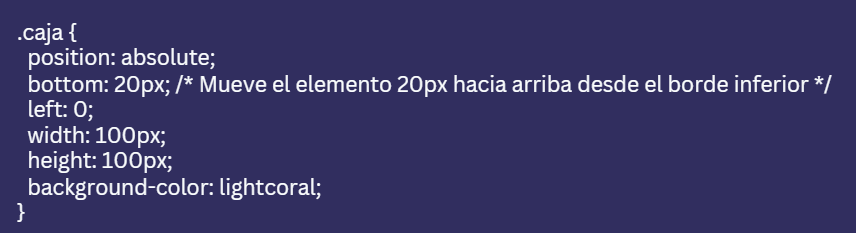 .caja {
position: absolute;
bottom: 20px; /* Mueve el elemento 20px hacia arriba desde el borde inferior */
left: 0;
width: 100px;
height: 100px;
background-color: lightcoral;
}